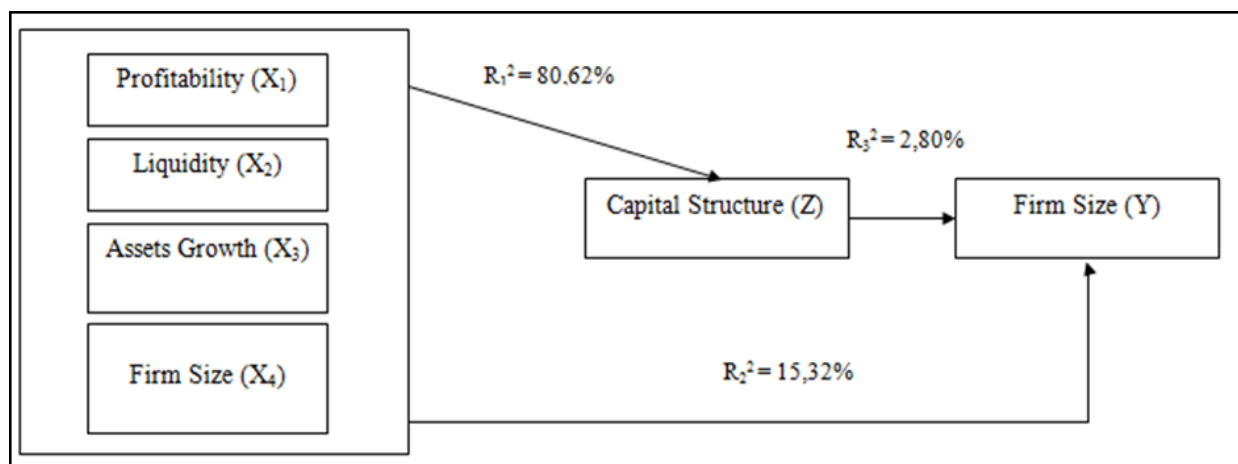 Profitability (X₁)
Liquidity (X₂)
Assets Growth (X₃)
Firm Size (X₄)
R₁² = 80.62%
Capital Structure (Z)
R₃² = 2,80%
Firm Size (Y)
R₂² = 15,32%